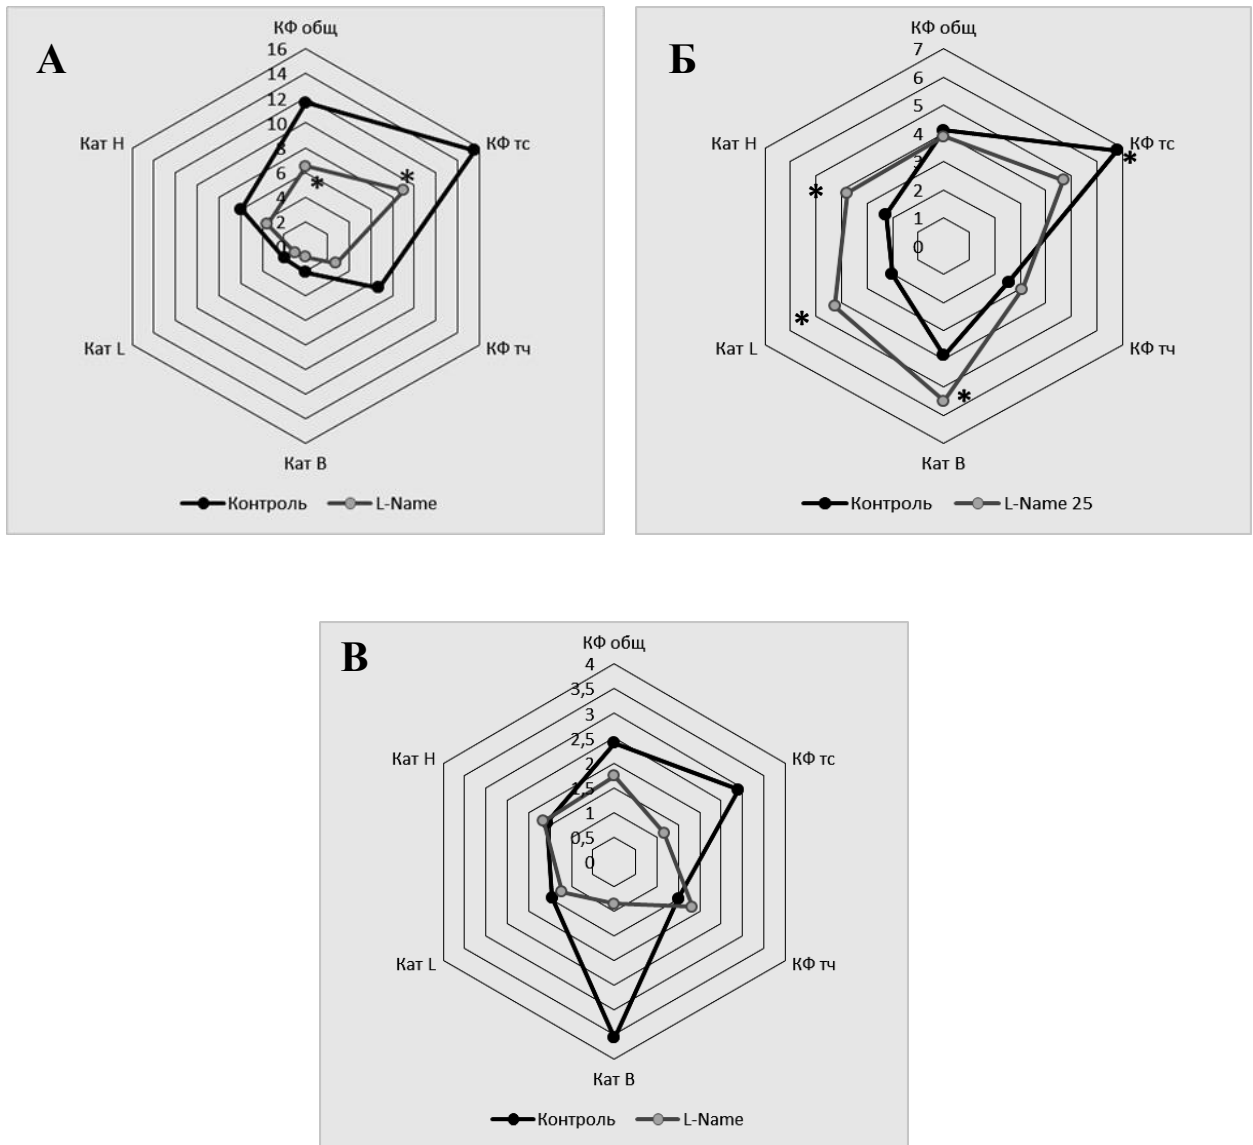 А
КФ общ
16
14
12
10
8
6
4
2
0
КФ тс
КФ тч
Кат B
Кат L
Кат H
*
*
Контроль
L-Name
Б
КФ общ
7
6
5
4
3
2
1
0
КФ тс
КФ тч
Кат B
Кат L
Кат H
*
*
*
*
Контроль
L-Name 25
В
КФ общ
4
3,5
3
2,5
2
1,5
1
0,5
0
КФ тс
КФ тч
Кат B
Кат L
Кат H
Контроль
L-Name